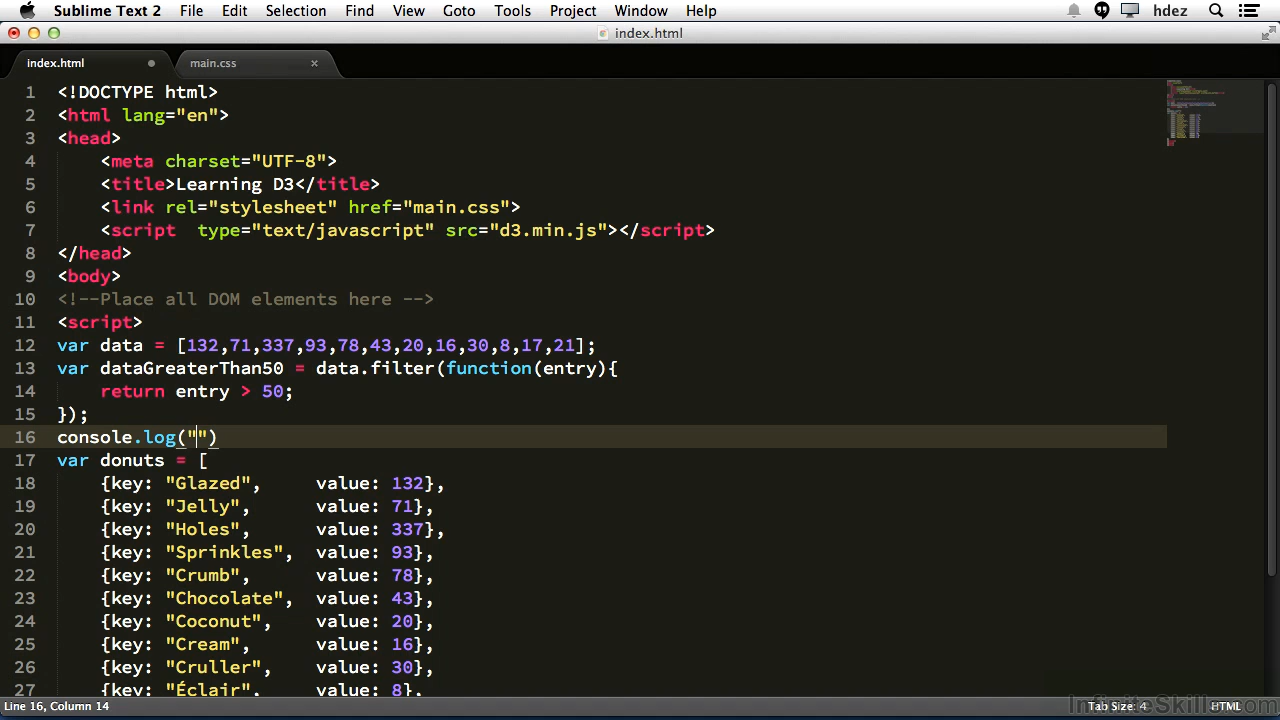 Sublime Text 2 File Edit Selection Find View Goto Tools Project Window Help hdez
index.html
index.html main.css
1 <!DOCTYPE html>
2 <html lang="en">
3 <head>
4 <meta charset="UTF-8">
5 <title>Learning D3</title>
6 <link rel="stylesheet" href="main.css">
7 <script type="text/javascript" src="d3.min.js"></script>
8 </head>
9 <body>
10 <!--Place all DOM elements here -->
11 <script>
12 var data = [132,71,337,93,78,43,20,16,30,8,17,21];
13 var dataGreaterThan50 = data.filter(function(entry){
14 return entry > 50;
15 });
16 console.log("")
17 var donuts = [
18 {key: "Glazed", value: 132},
19 {key: "Jelly", value: 71},
20 {key: "Holes", value: 337},
21 {key: "Sprinkles", value: 93},
22 {key: "Crumb", value: 78},
23 {key: "Chocolate", value: 43},
24 {key: "Coconut", value: 20},
25 {key: "Cream", value: 16},
26 {key: "Cruller", value: 30},
27 {key: "Éclair", value: 8},
Line 16, Column 14 Tab Size: 4 HTML
InfiniteSkills.com